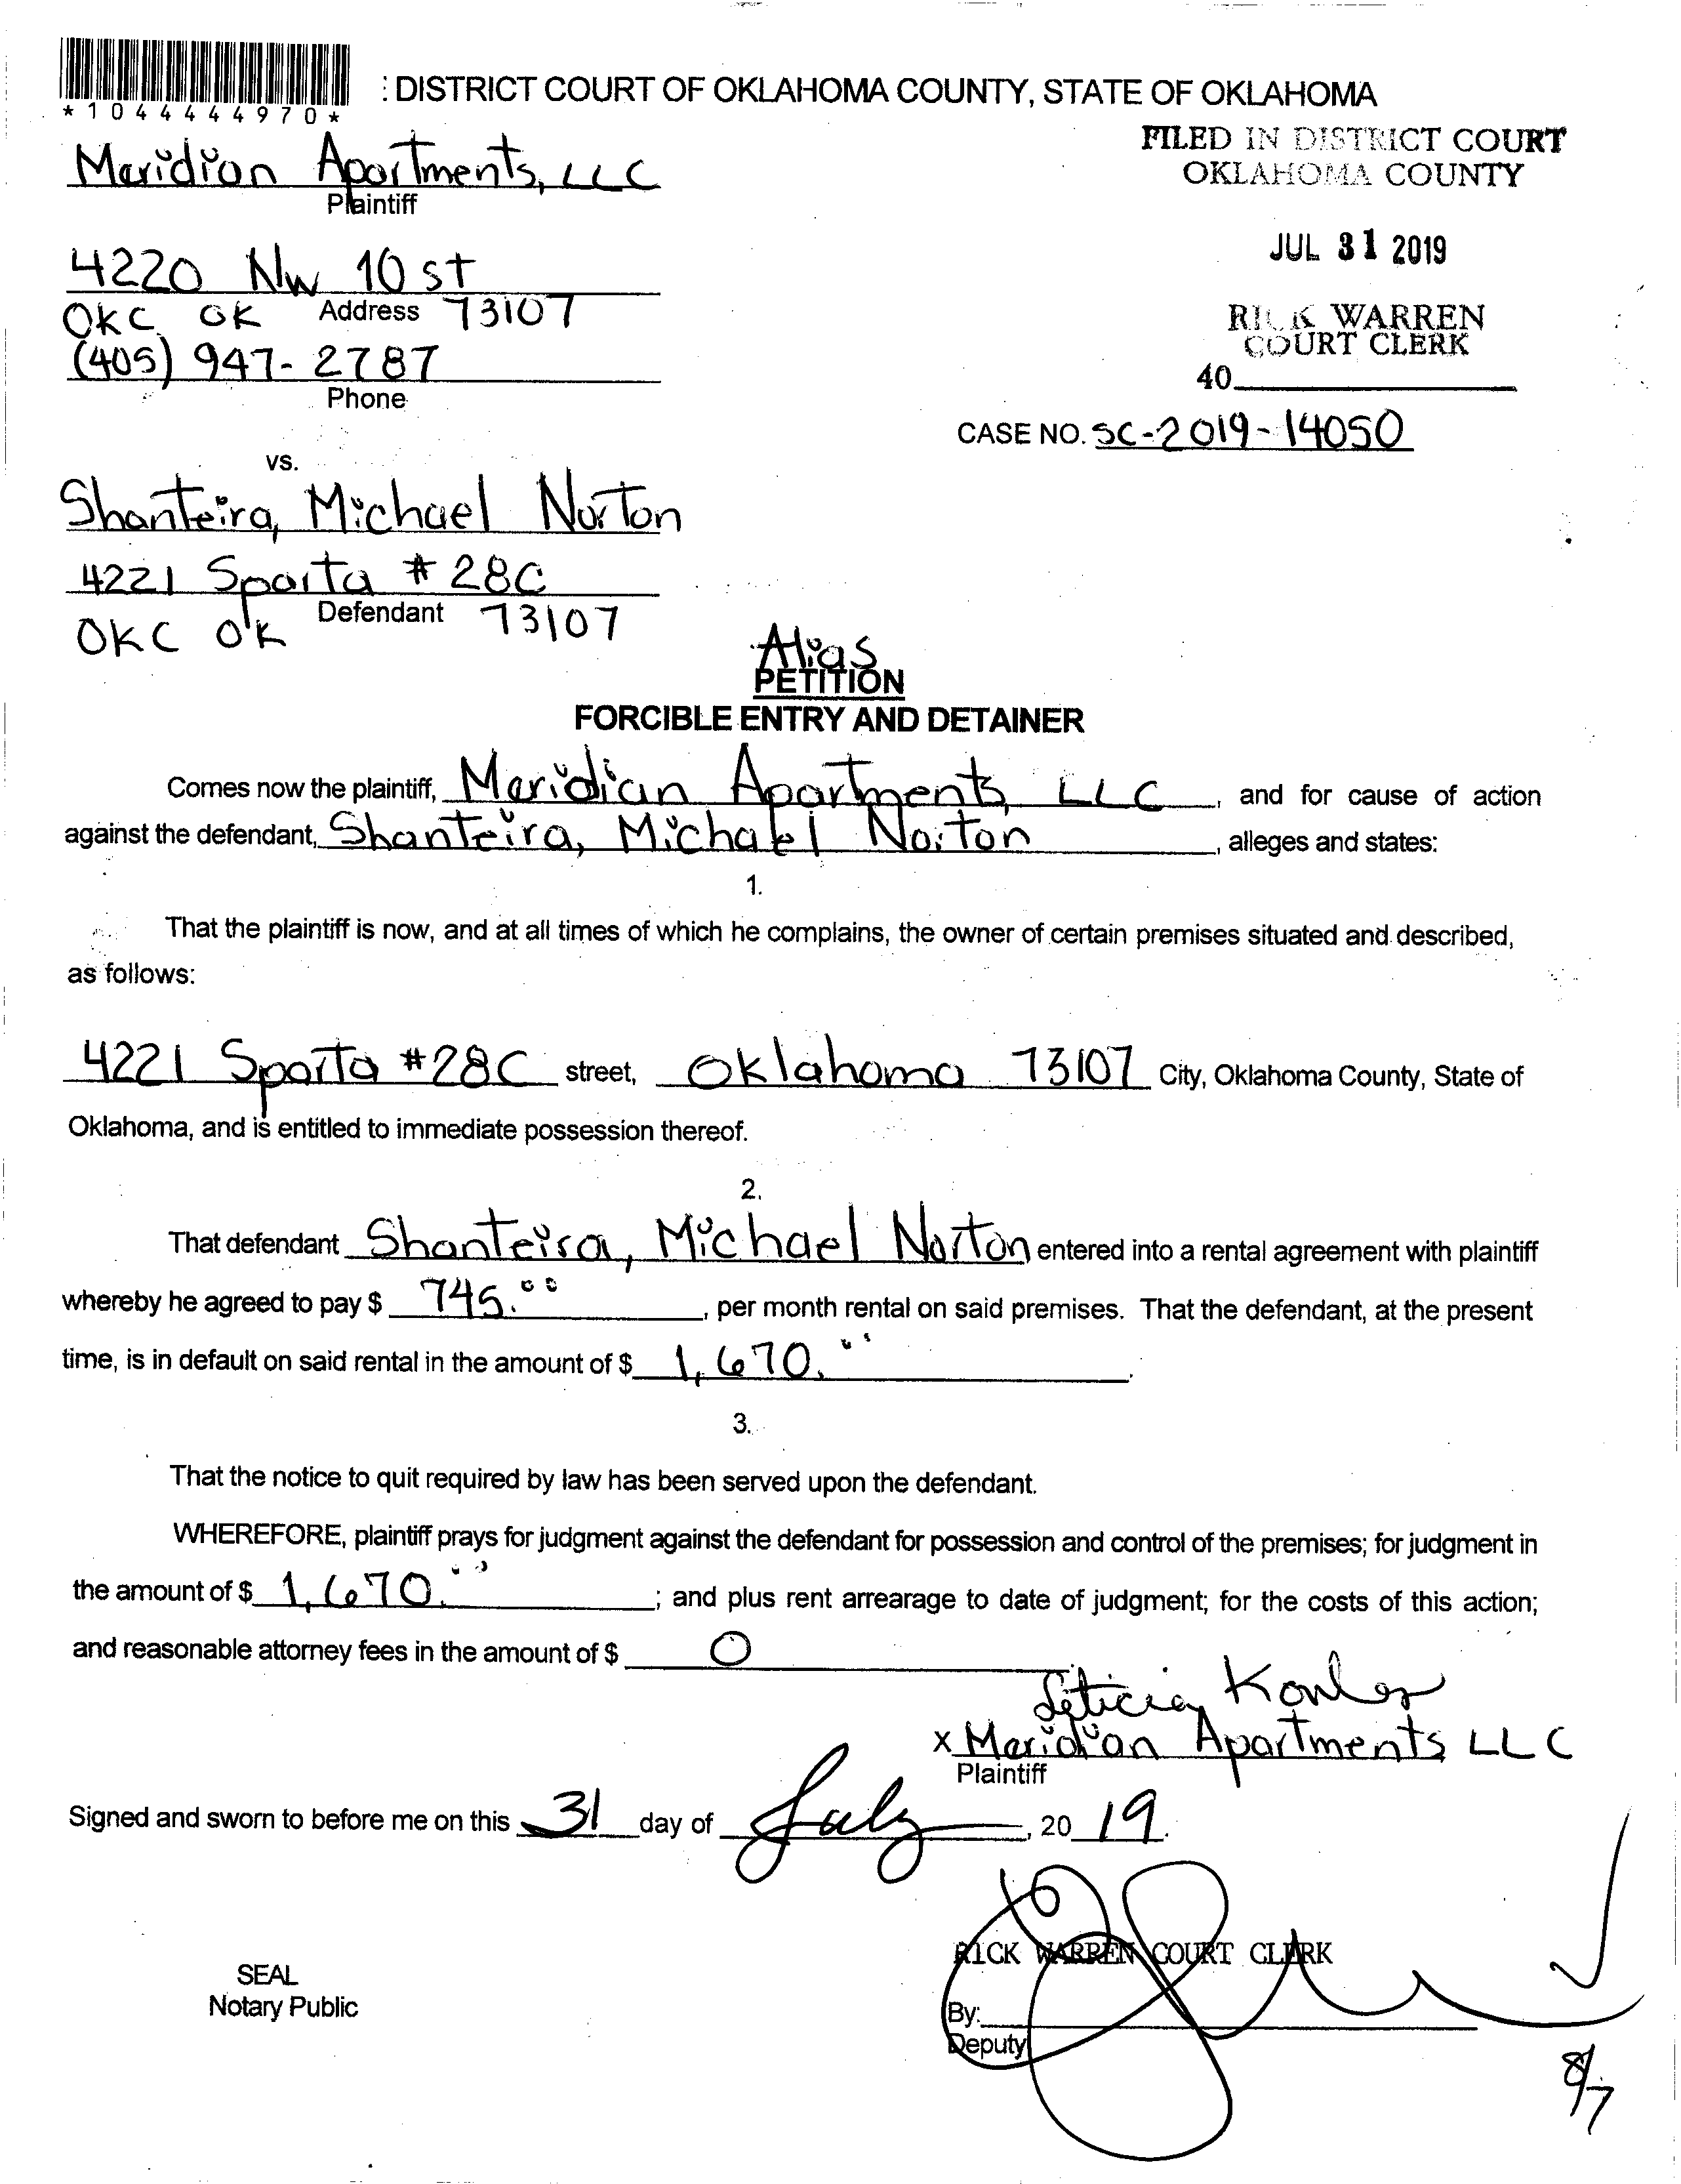 : DISTRICT COURT OF OKLAHOMA COUNTY, STATE OF OKLAHOMA
*1044444970*
FILED IN DISTRICT COURT
OKLAHOMA COUNTY
Meridian Apartments, LLC
Plaintiff
JUL 31 2019
4220 NW 10 St
Address
OKC OK 73107
RICK WARREN
COURT CLERK
(405) 947-2787
Phone
40
CASE NO. SC-2019-14050
vs.
Shanteira, Michael Norton
4221 Sparta #28C
Defendant
OKC OK 73107
Alias
PETITION
FORCIBLE ENTRY AND DETAINER
Comes now the plaintiff, Meridian Apartments, LLC, and for cause of action
against the defendant, Shanteira, Michael Norton, alleges and states:
1.
That the plaintiff is now, and at all times of which he complains, the owner of certain premises situated and described,
as follows:
4221 Sparta #28C street, Oklahoma 73107 City, Oklahoma County, State of
Oklahoma, and is entitled to immediate possession thereof.
2.
That defendant Shanteira, Michael Norton entered into a rental agreement with plaintiff
whereby he agreed to pay $ 745.00, per month rental on said premises. That the defendant, at the present
time, is in default on said rental in the amount of $ 1,670.00.
3.
That the notice to quit required by law has been served upon the defendant.
WHEREFORE, plaintiff prays for judgment against the defendant for possession and control of the premises; for judgment in
the amount of $ 1,670.00; and plus rent arrearage to date of judgment; for the costs of this action;
and reasonable attorney fees in the amount of $ 0
Leticia
x Meridian Apartments LLC
Plaintiff
Signed and sworn to before me on this 31 day of July, 20 19.
RICK WARREN COURT CLERK
SEAL
Notary Public
By:
Deputy
8/7